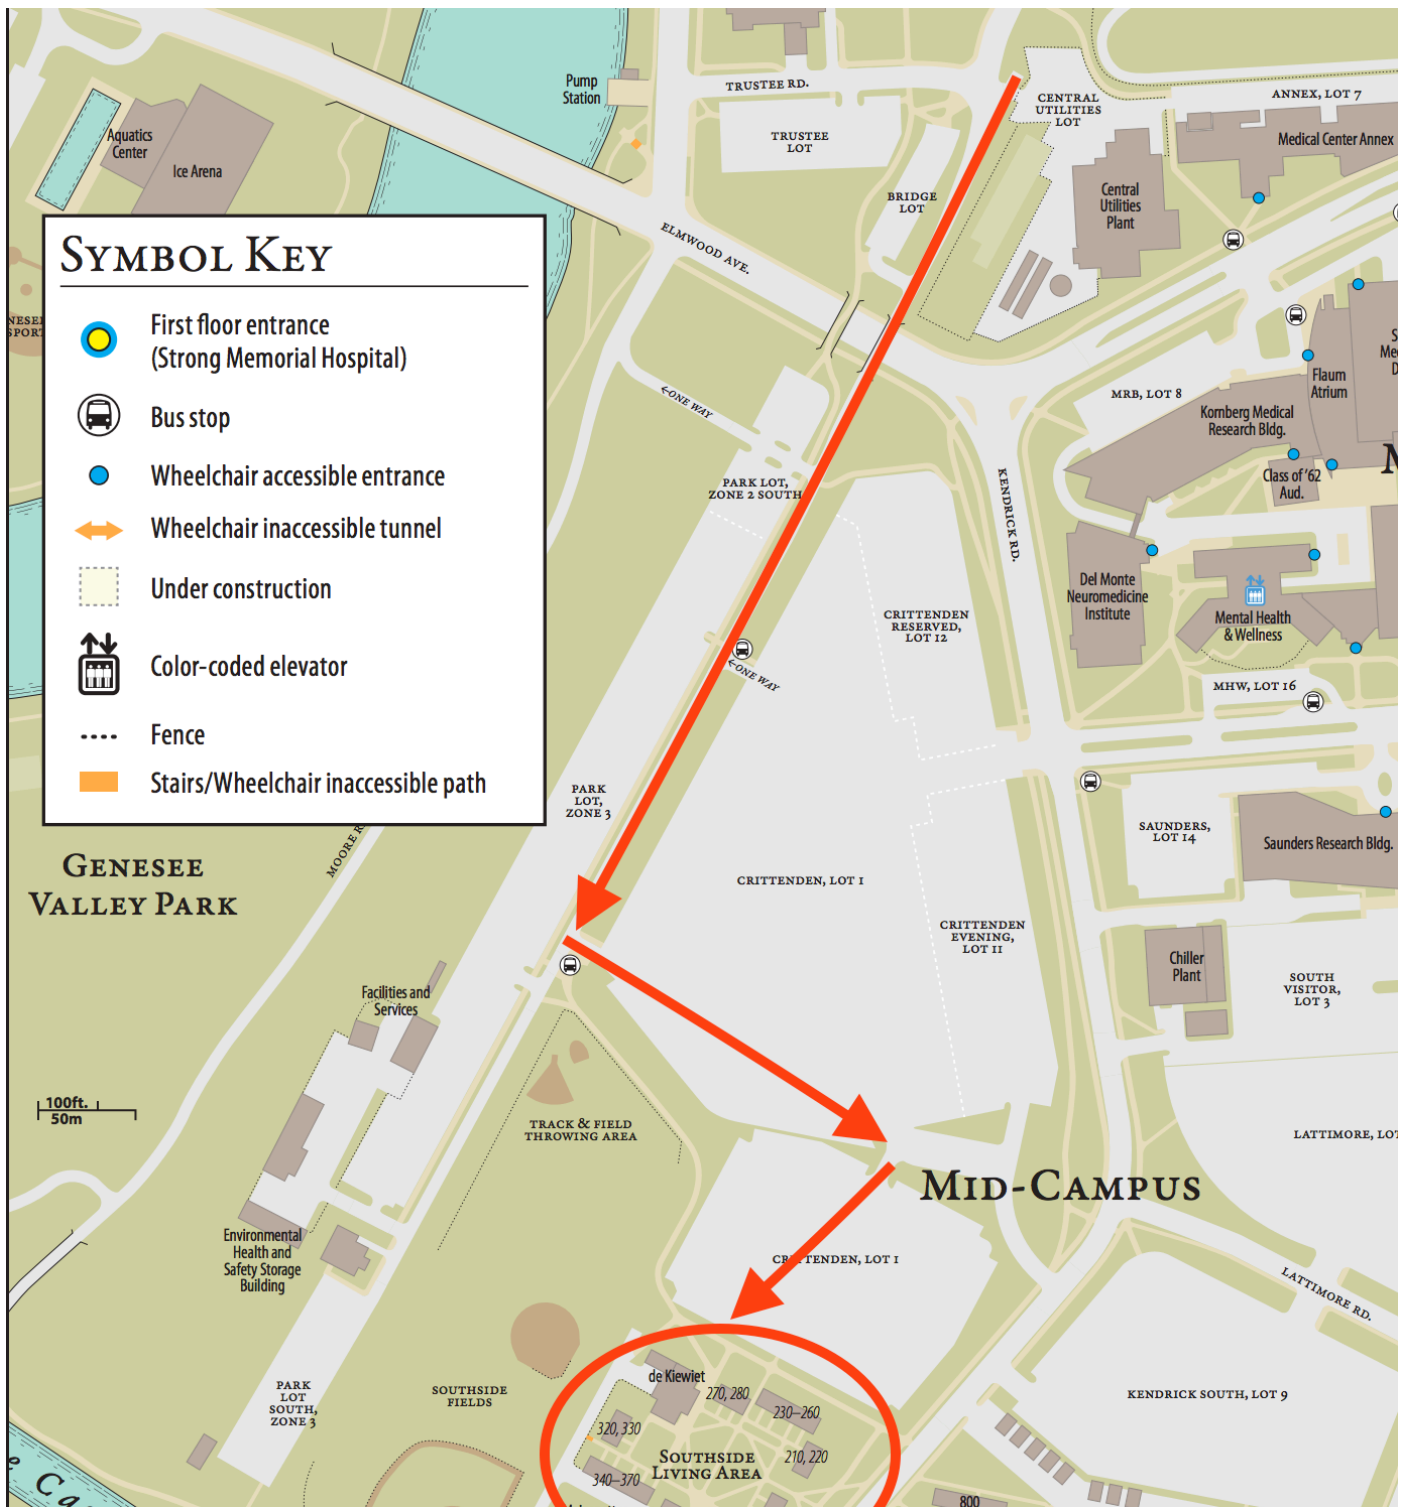 Pump
Station
TRUSTEE RD.
CENTRAL
UTILITIES
LOT
ANNEX, LOT 7
Aquatics
Center
Ice Arena
TRUSTEE
LOT
Medical Center Annex
BRIDGE
LOT
Central
Utilities
Plant
ELMWOOD AVE.
SYMBOL KEY
First floor entrance
(Strong Memorial Hospital)
Bus stop
Wheelchair accessible entrance
Wheelchair inaccessible tunnel
Under construction
Color-coded elevator
Fence
Stairs/Wheelchair inaccessible path
←ONE WAY
MRB, LOT 8
Flaum
Atrium
Kornberg Medical
Research Bldg.
Class of '62
Aud.
PARK LOT,
ZONE 2 SOUTH
KENDRICK RD.
Del Monte
Neuromedicine
Institute
Mental Health
& Wellness
CRITTENDEN
RESERVED,
LOT 12
←ONE WAY
MHW, LOT 16
PARK
LOT,
ZONE 3
SAUNDERS,
LOT 14
Saunders Research Bldg.
MOORE R
GENESEE
VALLEY PARK
CRITTENDEN, LOT 1
CRITTENDEN
EVENING,
LOT 11
Chiller
Plant
SOUTH
VISITOR,
LOT 3
Facilities and
Services
100ft.
50m
TRACK & FIELD
THROWING AREA
LATTIMORE, LOT
MID-CAMPUS
Environmental
Health and
Safety Storage
Building
CRITTENDEN, LOT 1
LATTIMORE RD.
PARK
LOT
SOUTH,
ZONE 3
SOUTHSIDE
FIELDS
de Kiewiet
270, 280
230–260
KENDRICK SOUTH, LOT 9
320, 330
SOUTHSIDE
LIVING AREA
210, 220
340–370
800